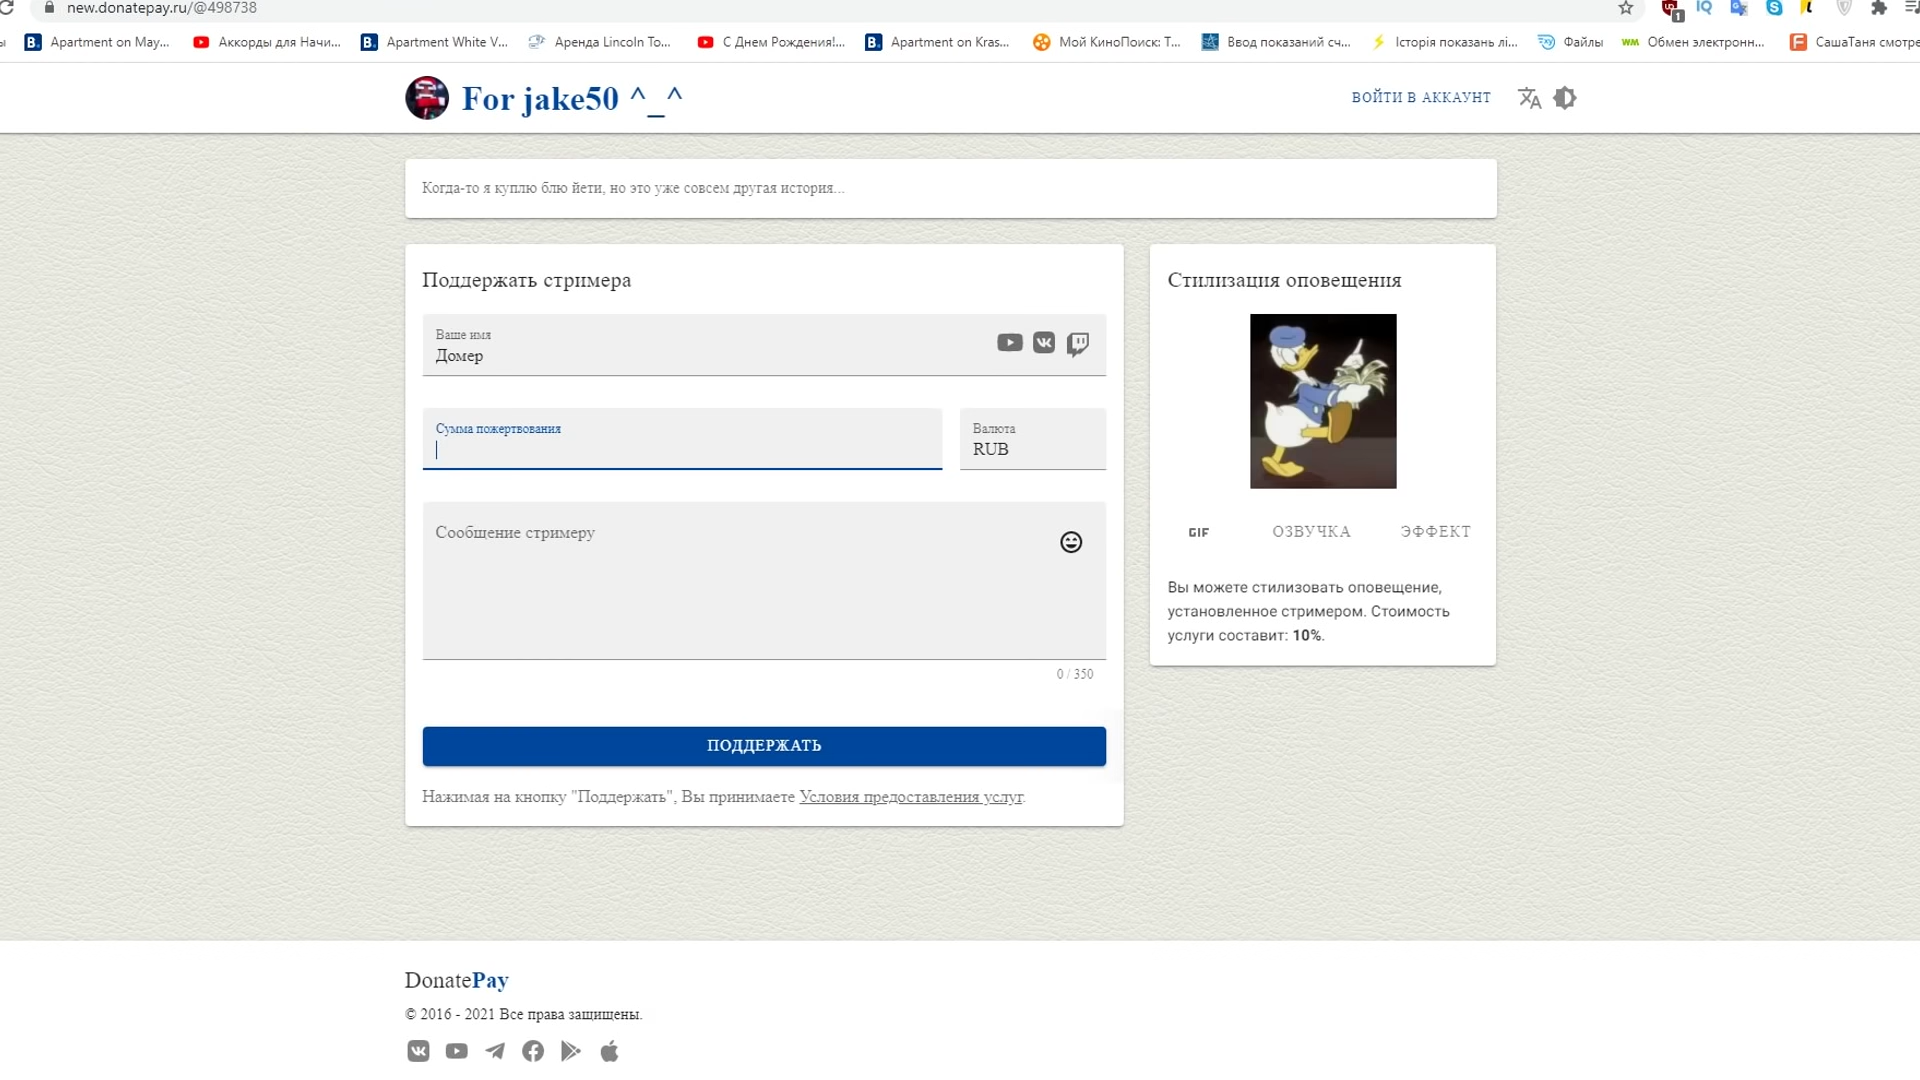 new.donatepay.ru/@498738
1
ы
B. Apartment on May...
Аккорды для Начи...
B. Apartment White V...
Аренда Lincoln To...
С Днем Рождения!...
B. Apartment on Kras...
Мой КиноПоиск: Т...
Ввод показаний сч...
Історія показань лі...
Файлы
WM Обмен электронн...
СашаТаня смотре
For jake50 ^_^
ВОЙТИ В АККАУНТ
Когда-то я куплю блю йети, но это уже совсем другая история...
Поддержать стримера
Ваше имя
Домер
Сумма пожертвования
Валюта
RUB
Сообщение стримеру
0 / 350
ПОДДЕРЖАТЬ
Нажимая на кнопку "Поддержать", Вы принимаете Условия предоставления услуг.
Стилизация оповещения
GIF ОЗВУЧКА ЭФФЕКТ
Вы можете стилизовать оповещение,
установленное стримером. Стоимость
услуги составит: 10%.
DonatePay
© 2016 - 2021 Все права защищены.